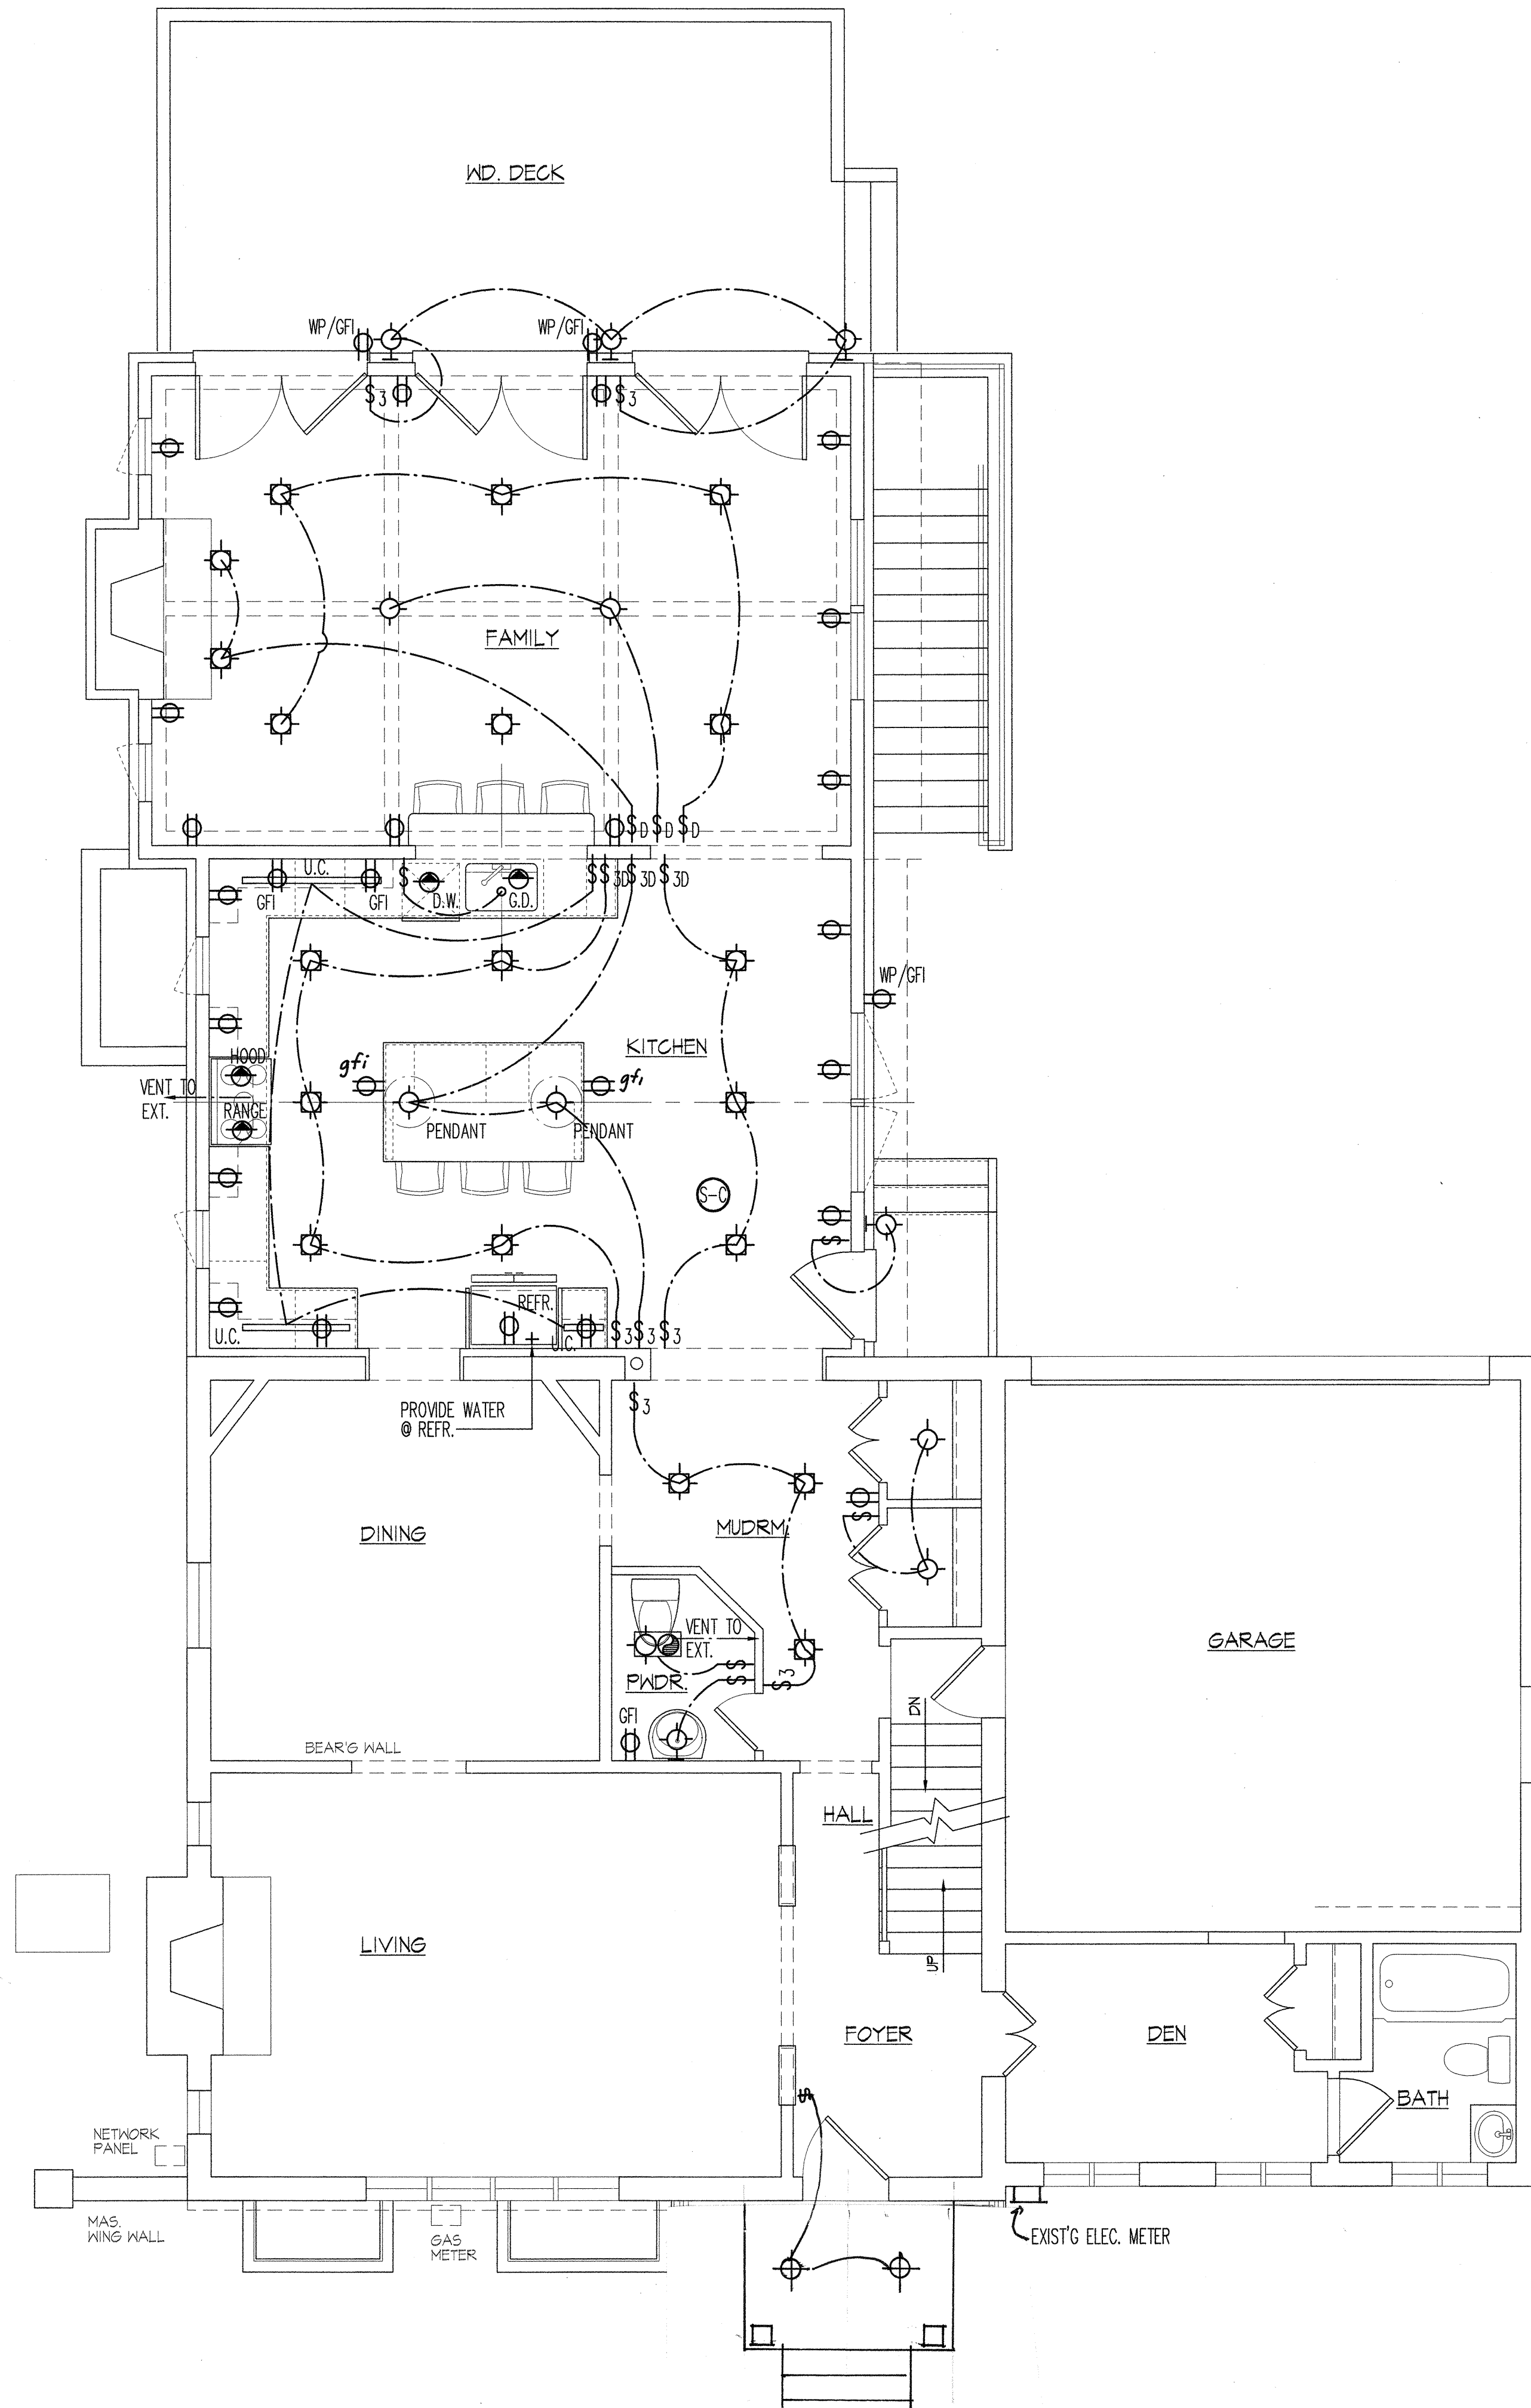 WD. DECK
WP/GFI
WP/GFI
$3
$3
FAMILY
$D $D $D
U.C.
$
$ $3D $3D $3D
GFI
GFI
D.W.
G.D.
WP/GFI
KITCHEN
HOOD
gfi
gfi
VENT TO
EXT.
RANGE
PENDANT
PENDANT
S-C
$
REFR.
U.C.
U.C.
$3 $3 $3
PROVIDE WATER
@ REFR.
$3
$
DINING
MUDRM.
VENT TO
EXT.
GARAGE
$
$
$3
PWDR.
DN
GFI
BEAR'G WALL
HALL
LIVING
UP
FOYER
DEN
BATH
$
NETWORK
PANEL
MAS.
WING WALL
GAS
METER
EXIST'G ELEC. METER